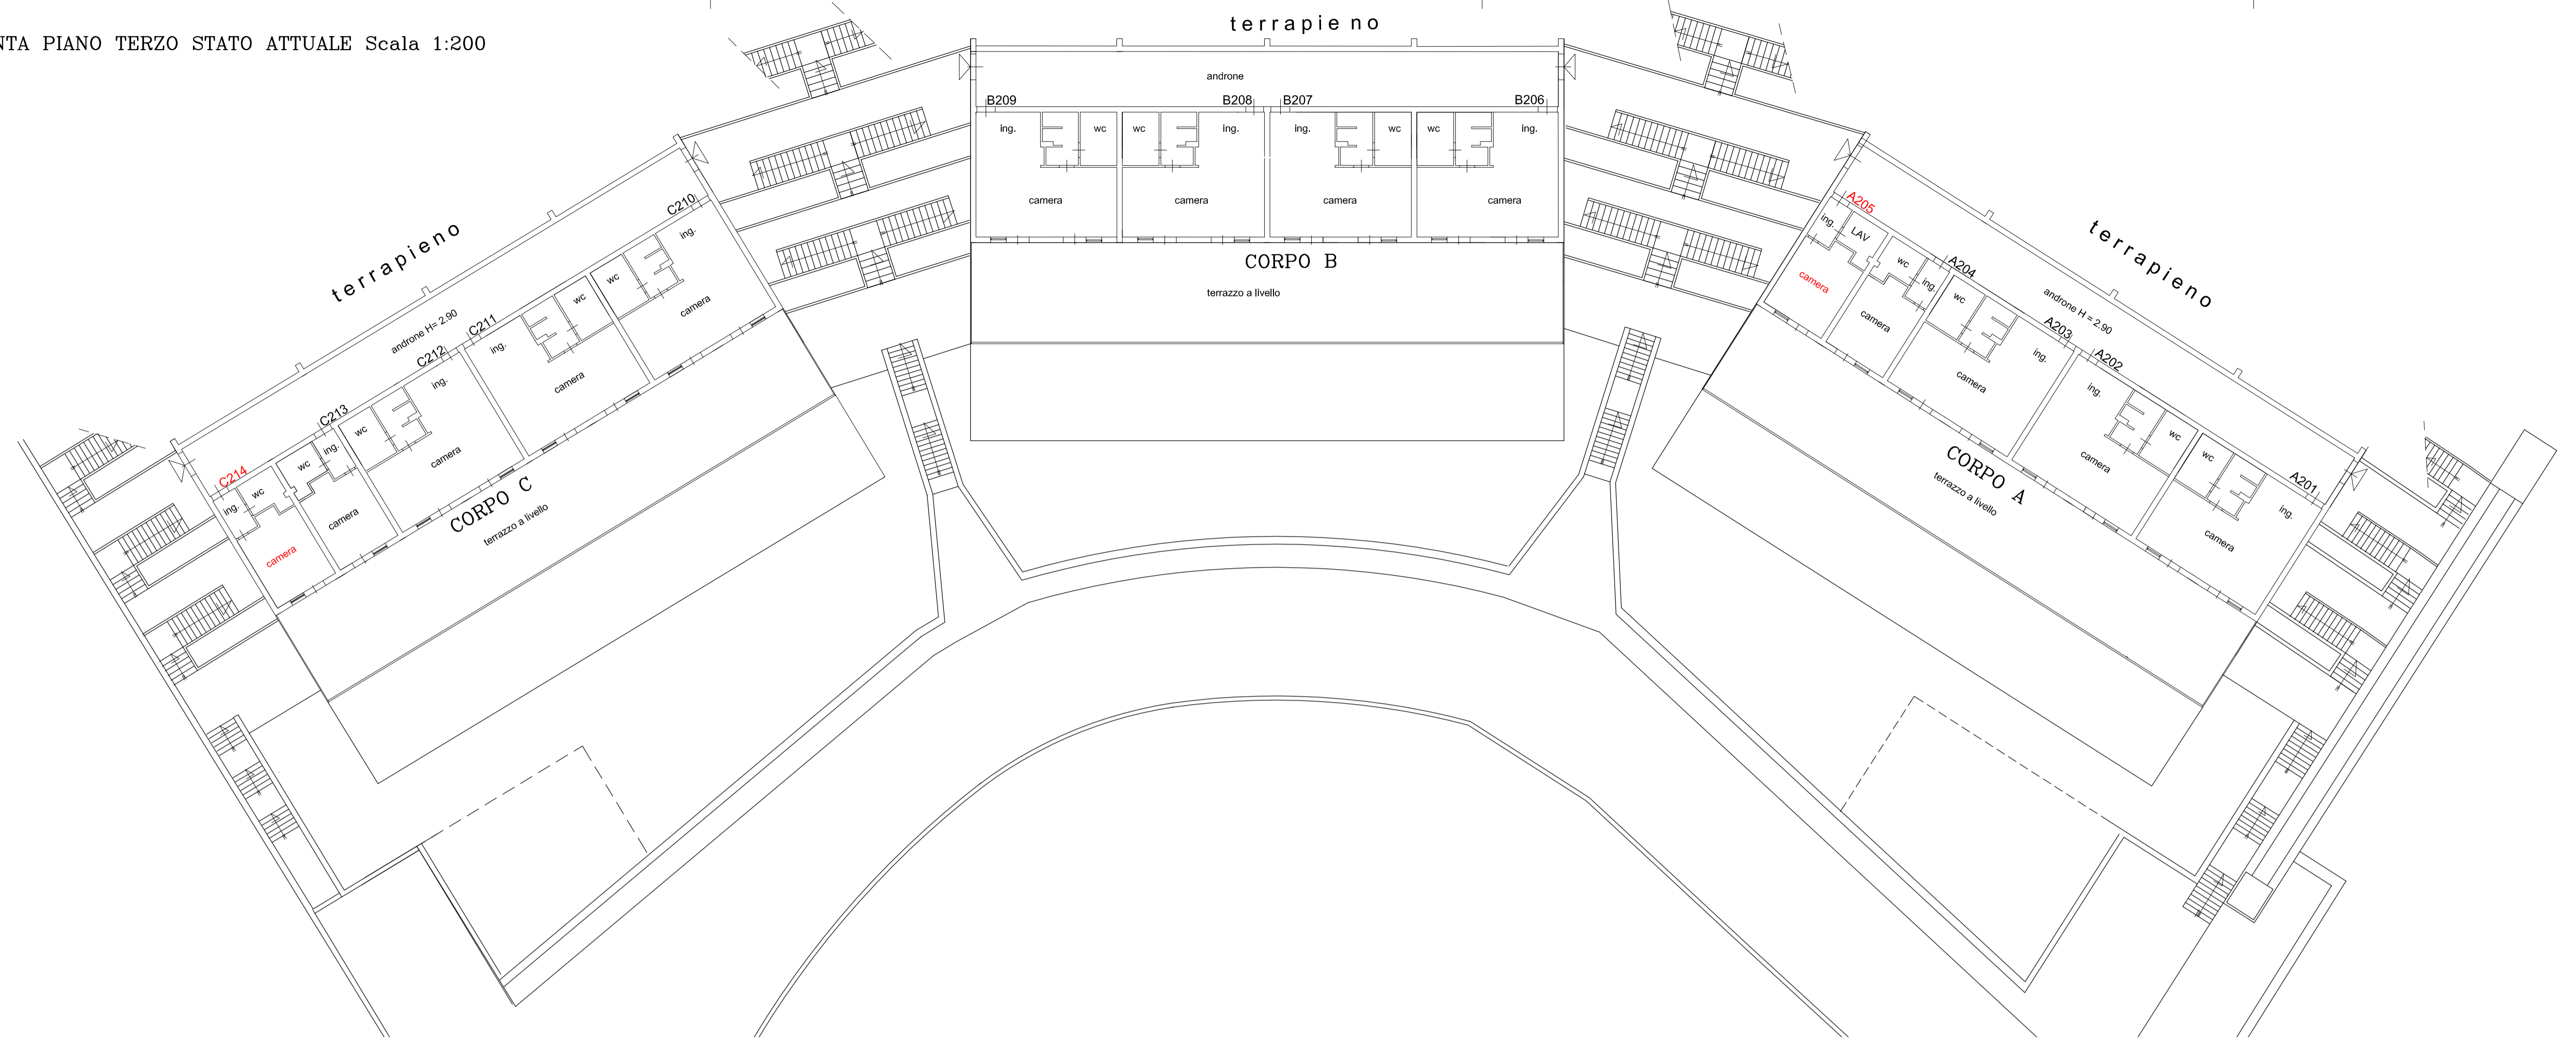 NTA PIANO TERZO STATO ATTUALE Scala 1:200
terrapieno
androne
B209
B208
B207
B206
ing.
wc
wc
ing.
ing.
wc
wc
ing.
camera
camera
camera
camera
CORPO B
terrazzo a livello
terrapieno
androne H= 2.90
C210
ing.
wc
camera
C211
ing.
wc
camera
C212
ing.
wc
camera
C213
ing.
wc
camera
C214
ing.
wc
camera
CORPO C
terrazzo a livello
terrapieno
androne H = 2.90
A205
ing.
LAV
camera
A204
wc
ing.
camera
A203
wc
ing.
camera
A202
ing.
wc
camera
A201
wc
ing.
camera
CORPO A
terrazzo a livello